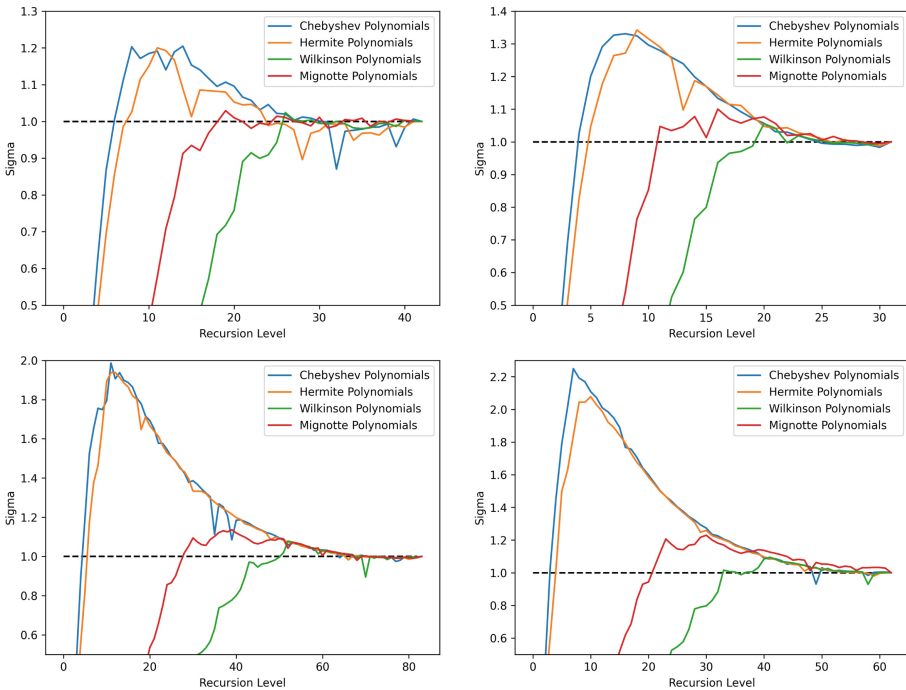 1.3
1.2
1.1
1.0
0.9
0.8
0.7
0.6
0.5
Sigma
Chebyshev Polynomials
Hermite Polynomials
Wilkinson Polynomials
Mignotte Polynomials
0 10 20 30 40
Recursion Level
1.4
1.3
1.2
1.1
1.0
0.9
0.8
0.7
0.6
0.5
Sigma
Chebyshev Polynomials
Hermite Polynomials
Wilkinson Polynomials
Mignotte Polynomials
0 5 10 15 20 25 30
Recursion Level
2.0
1.8
1.6
1.4
1.2
1.0
0.8
0.6
Sigma
Chebyshev Polynomials
Hermite Polynomials
Wilkinson Polynomials
Mignotte Polynomials
0 20 40 60 80
Recursion Level
2.2
2.0
1.8
1.6
1.4
1.2
1.0
0.8
0.6
Sigma
Chebyshev Polynomials
Hermite Polynomials
Wilkinson Polynomials
Mignotte Polynomials
0 10 20 30 40 50 60
Recursion Level